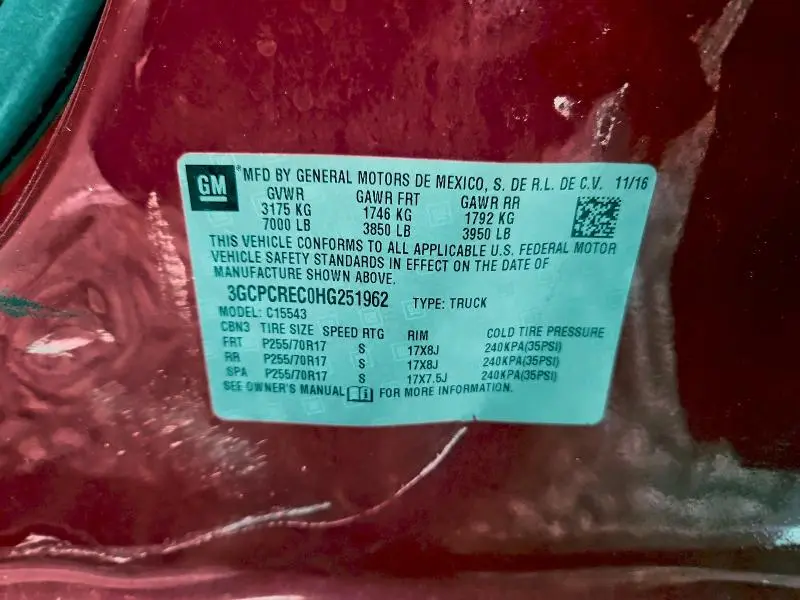 GM ®MFD BY GENERAL MOTORS DE MEXICO, S. DE R.L. DE C.V. 11/16
GVWR GAWR FRT GAWR RR
3175 KG 1746 KG 1792 KG
7000 LB 3850 LB 3950 LB
THIS VEHICLE CONFORMS TO ALL APPLICABLE U.S. FEDERAL MOTOR
VEHICLE SAFETY STANDARDS IN EFFECT ON THE DATE OF
MANUFACTURE SHOWN ABOVE.
3GCPCREC0HG251962 TYPE: TRUCK
MODEL: C15543
CBN3 TIRE SIZE SPEED RTG RIM COLD TIRE PRESSURE
FRT P255/70R17 S 17X8J 240KPA(35PSI)
RR P255/70R17 S 17X8J 240KPA(35PSI)
SPA P255/70R17 S 17X7.5J 240KPA(35PSI)
SEE OWNER'S MANUAL i FOR MORE INFORMATION.